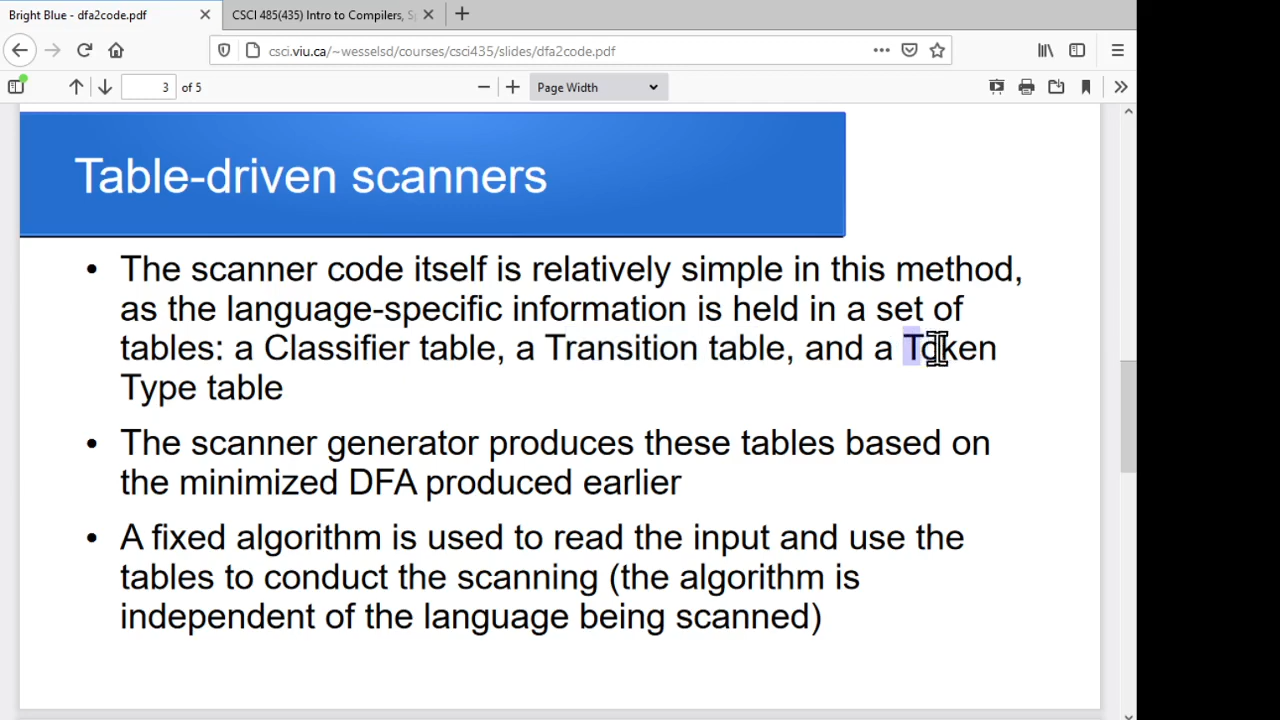 Bright Blue - dfa2code.pdf
CSCI 485(435) Intro to Compilers, S
csci.viu.ca/~wesselsd/courses/csci435/slides/dfa2code.pdf
3 of 5
Page Width
Table-driven scanners
• The scanner code itself is relatively simple in this method,
as the language-specific information is held in a set of
tables: a Classifier table, a Transition table, and a Token
Type table
• The scanner generator produces these tables based on
the minimized DFA produced earlier
• A fixed algorithm is used to read the input and use the
tables to conduct the scanning (the algorithm is
independent of the language being scanned)